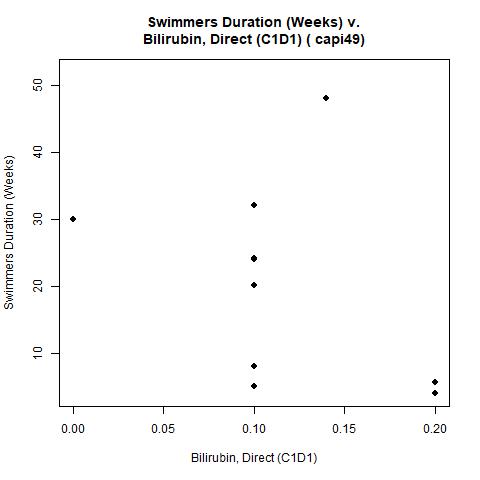 Swimmers Duration (Weeks) v.
Bilirubin, Direct (C1D1) ( capi49)
Swimmers Duration (Weeks)
50
40
30
20
10
0.00 0.05 0.10 0.15 0.20
Bilirubin, Direct (C1D1)